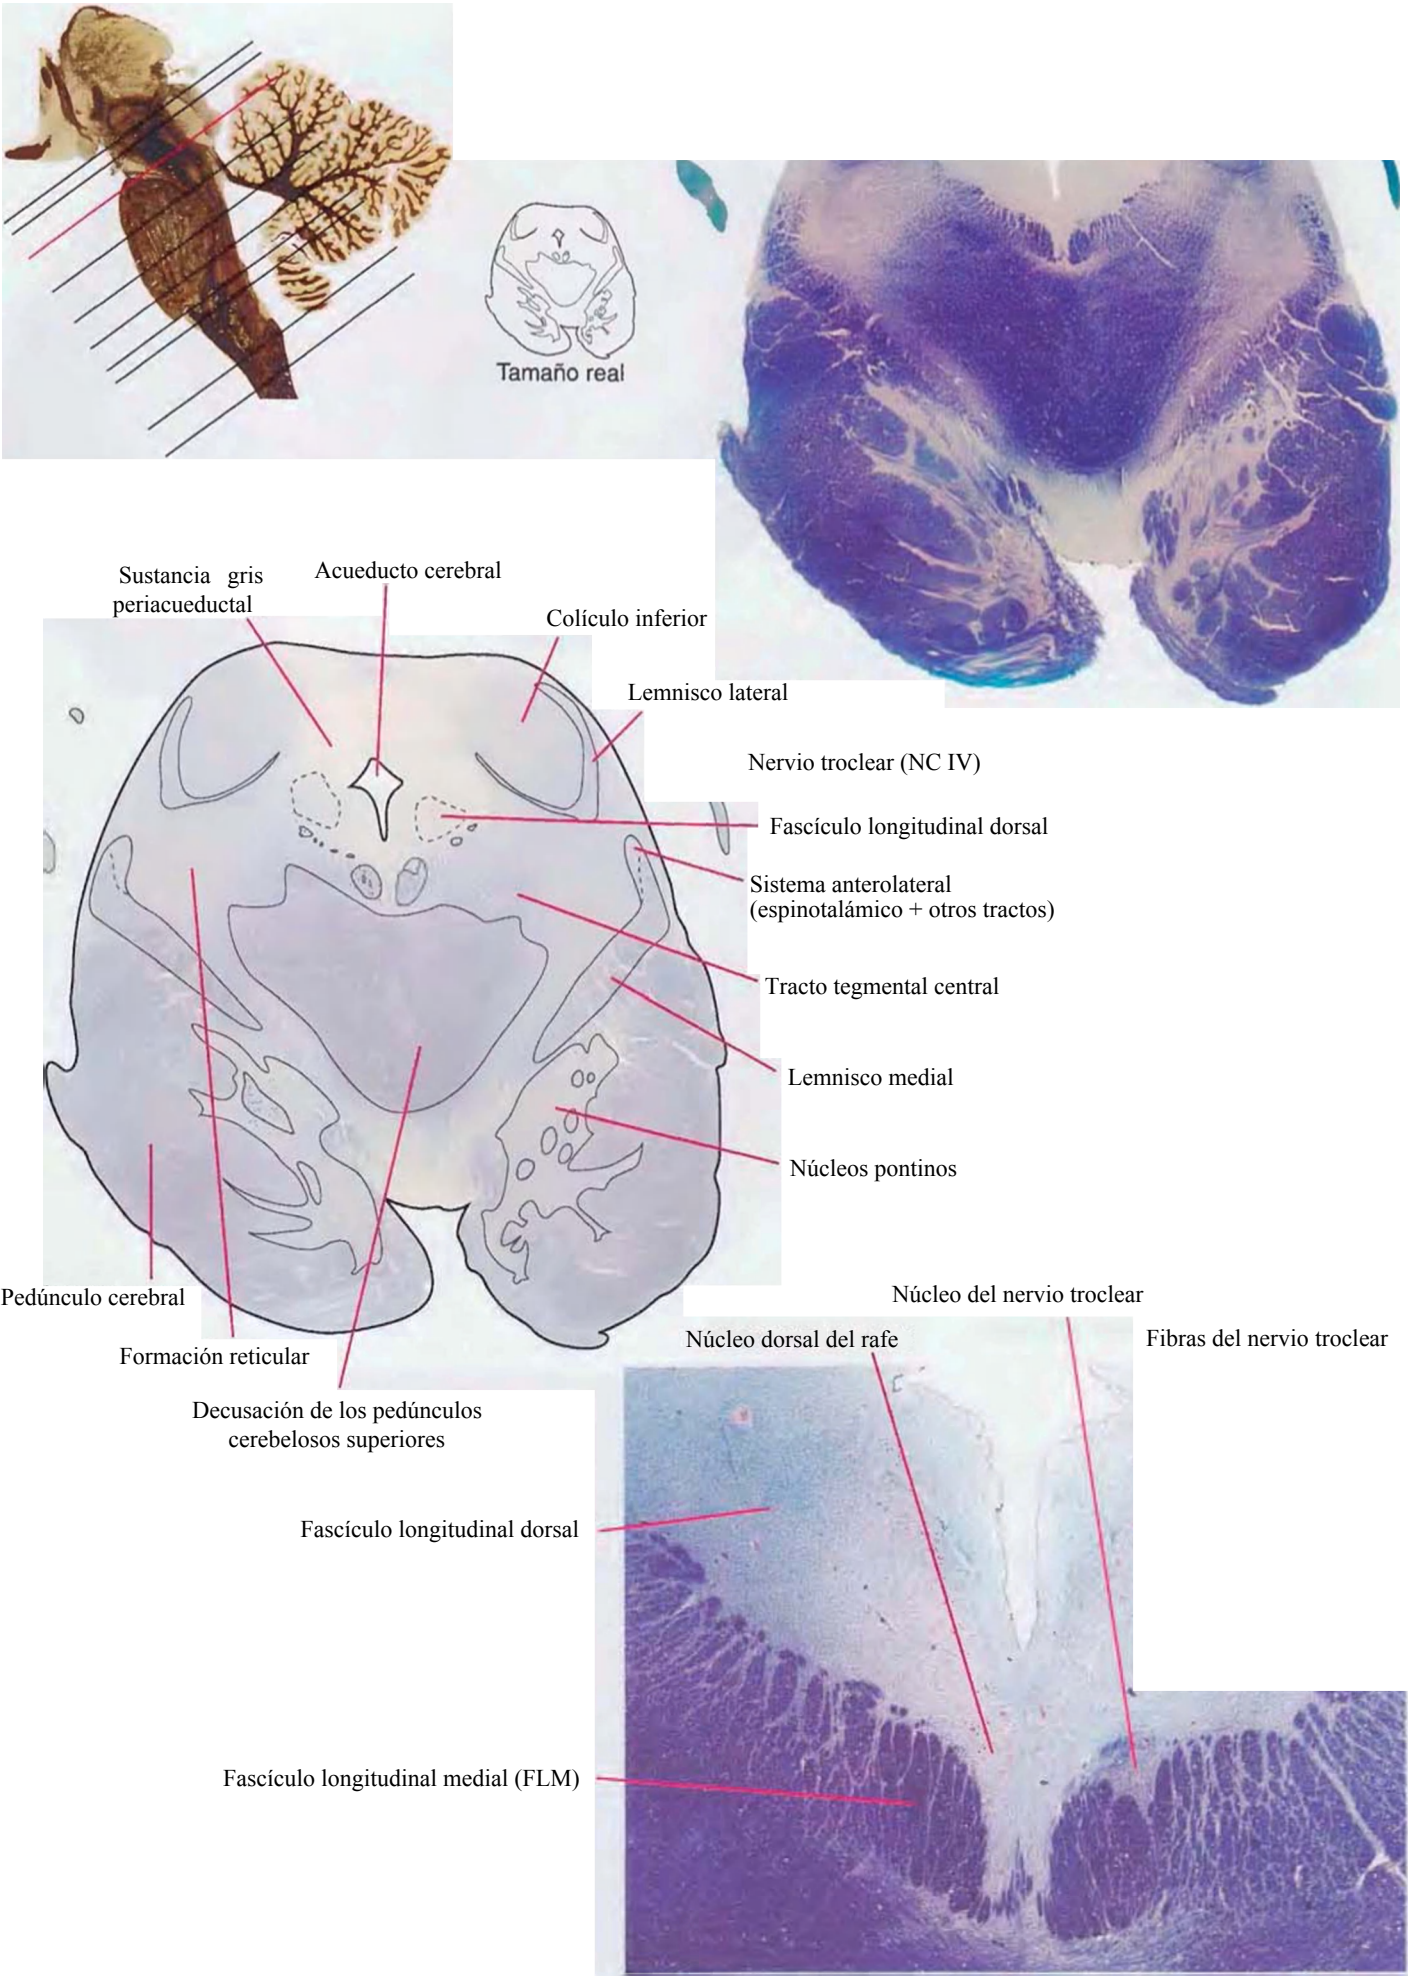 Tamaño real
Sustancia gris
periacueductal
Acueducto cerebral
Colículo inferior
Lemnisco lateral
Nervio troclear (NC IV)
Fascículo longitudinal dorsal
Sistema anterolateral
(espinotalámico + otros tractos)
Tracto tegmental central
Lemnisco medial
Núcleos pontinos
Pedúnculo cerebral
Formación reticular
Decusación de los pedúnculos
cerebelosos superiores
Núcleo del nervio troclear
Núcleo dorsal del rafe
Fibras del nervio troclear
Fascículo longitudinal dorsal
Fascículo longitudinal medial (FLM)